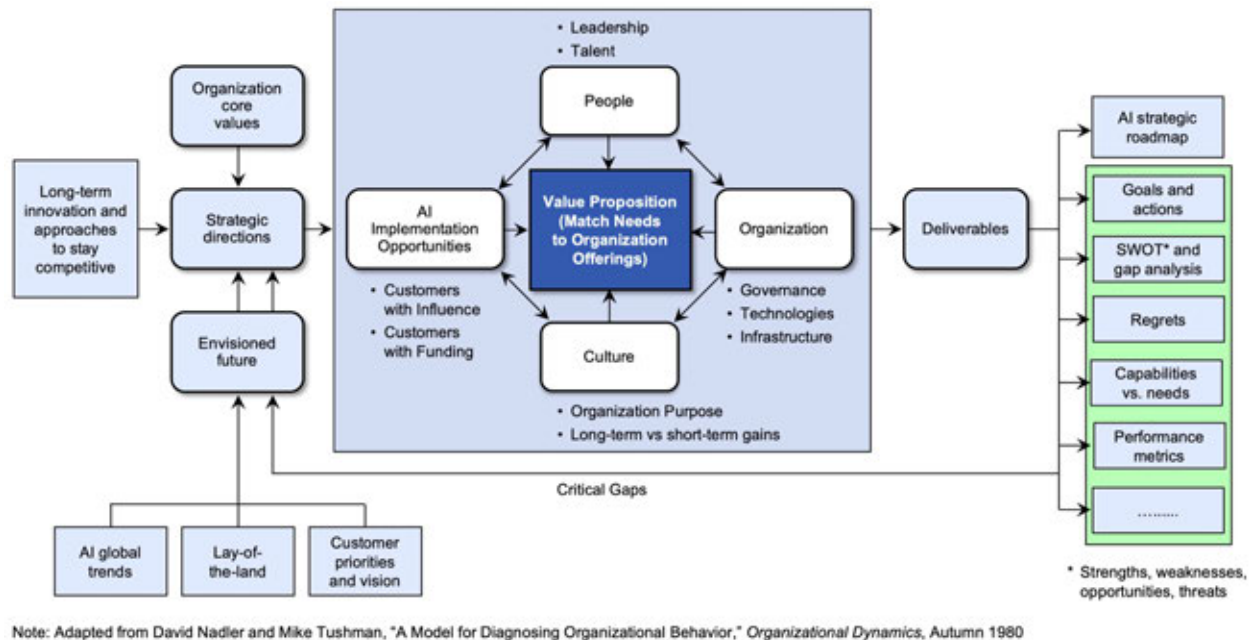 • Leadership
• Talent
Organization
core
values
People
AI strategic
roadmap
Long-term
innovation and
approaches
to stay
competitive
Strategic
directions
AI
Implementation
Opportunities
Value Proposition
(Match Needs
to Organization
Offerings)
Organization
Deliverables
Goals and
actions
SWOT* and
gap analysis
• Customers
with Influence
• Customers
with Funding
• Governance
• Technologies
• Infrastructure
Regrets
Envisioned
future
Culture
Capabilities
vs. needs
• Organization Purpose
• Long-term vs short-term gains
Performance
metrics
Critical Gaps
.........
AI global
trends
Lay-of-
the-land
Customer
priorities
and vision
* Strengths, weaknesses,
opportunities, threats
Note: Adapted from David Nadler and Mike Tushman, “A Model for Diagnosing Organizational Behavior,” Organizational Dynamics, Autumn 1980